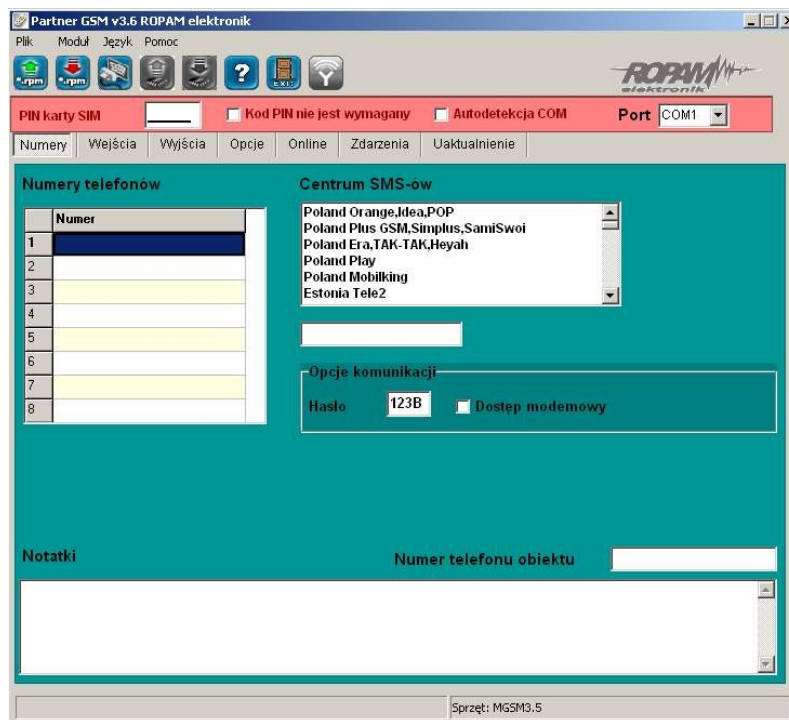 Partner GSM v3.6 ROPAM elektronik
Plik Moduł Język Pomoc
*.rpm *.rpm ? EXIT ROPAM elektronik
PIN karty SIM Kod PIN nie jest wymagany Autodetekcja COM Port COM1
Numery Wejścia Wyjścia Opcje Online Zdarzenia Uaktualnienie
Numery telefonów Centrum SMS-ów
Numer
1
2
3
4
5
6
7
8
Poland Orange,Idea,POP
Poland Plus GSM,Simplus,SamiSwoi
Poland Era,TAK-TAK,Heyah
Poland Play
Poland Mobilking
Estonia Tele2
Opcje komunikacji
Hasło 123B Dostęp modemowy
Notatki Numer telefonu obiektu
Sprzęt: MGSM3.5